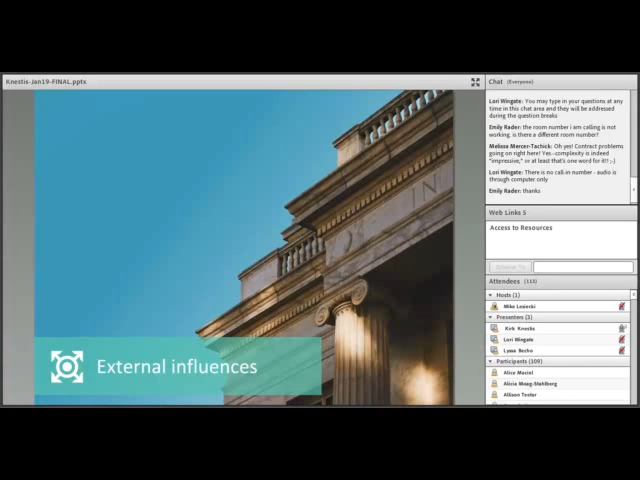 Knestis-Jan19-FINAL.pptx
External influences
Chat (Everyone)
Lori Wingate: You may type in your questions at any
time in this chat area and they will be addressed
during the question breaks
Emily Rader: the room number i am calling is not
working. is there a different room number?
Melissa Mercer-Tachick: Oh yes! Contract problems
going on right here! Yes--complexity is indeed
"impressive," or at least that's one word for it!! ;-)
Lori Wingate: There is no call-in number - audio is
through computer only
Emily Rader: thanks
Web Links 5
Access to Resources
Browse To
Attendees (113)
Hosts (1)
Mike Lesiecki
Presenters (3)
Kirk Knestis
Lori Wingate
Lyssa Becho
Participants (109)
Alice Maciel
Alicia Moag-Stahlberg
Allison Teeter